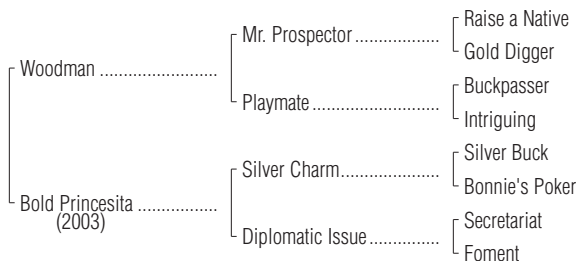 Raise a Native
Mr. Prospector ..................
Gold Digger
Woodman .........................
Buckpasser
Playmate ...........................
Intriguing
Silver Buck
Silver Charm.....................
Bonnie's Poker
Bold Princesita .................
(2003)
Secretariat
Diplomatic Issue ...............
Foment